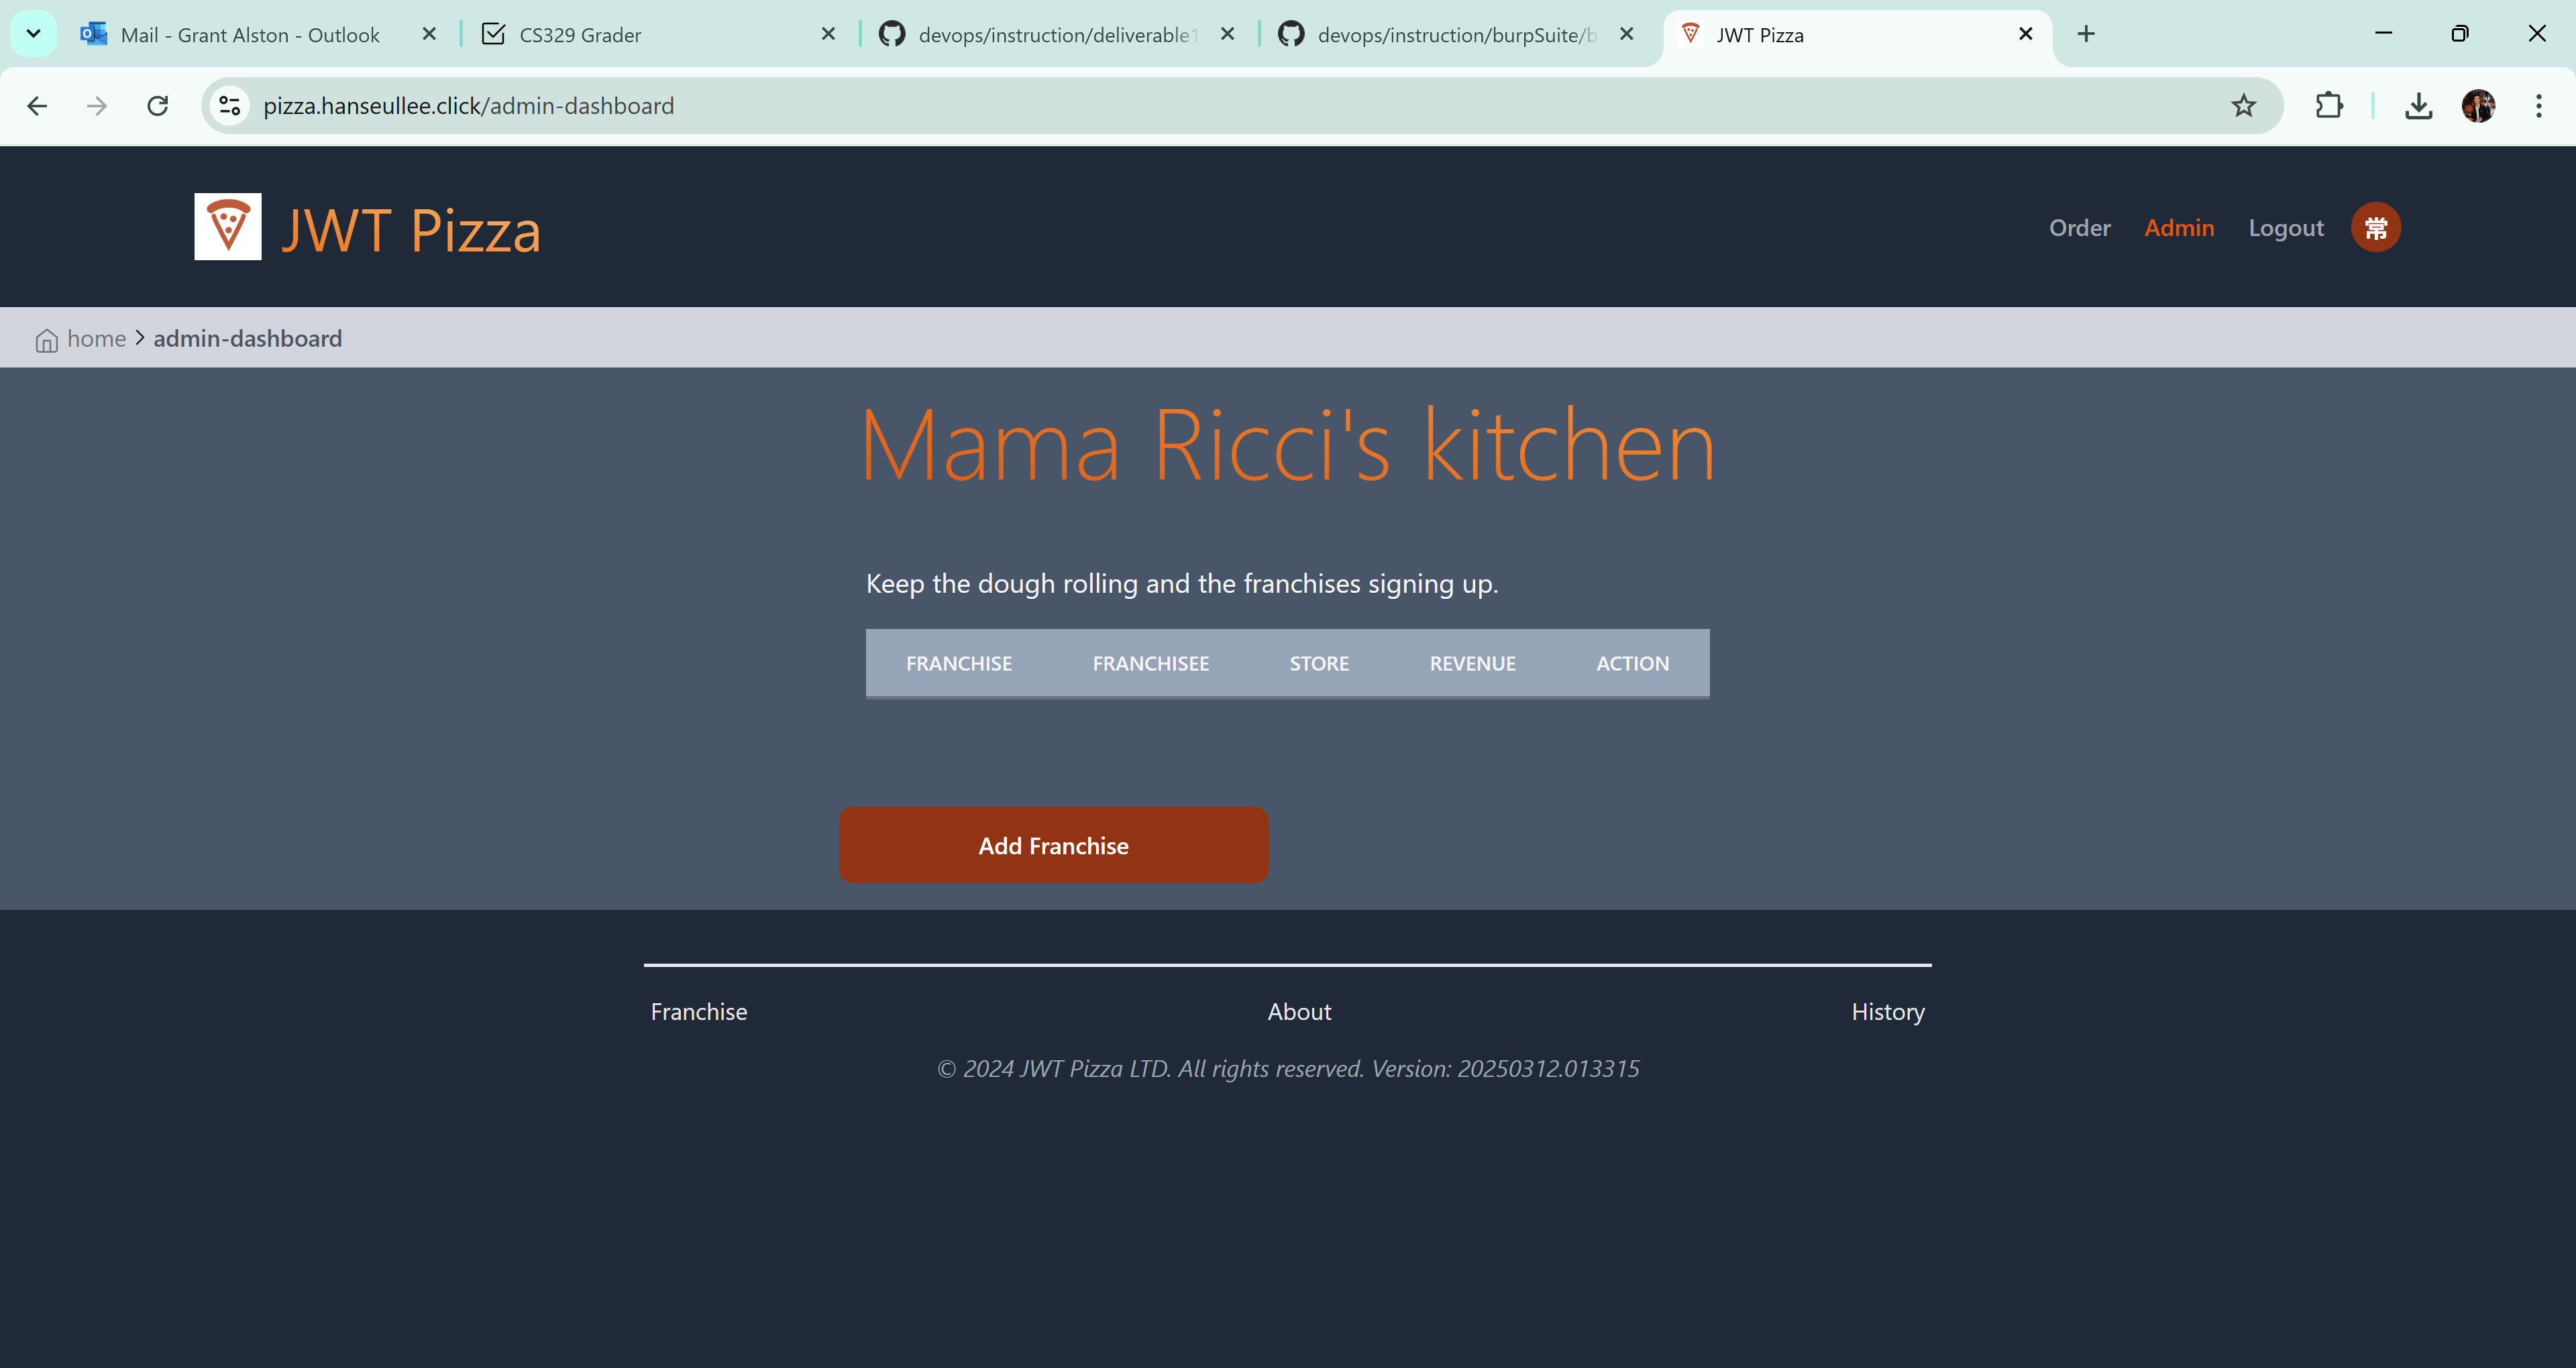 Mail - Grant Alston - Outlook
CS329 Grader
devops/instruction/deliverable1
devops/instruction/burpSuite/b
JWT Pizza
pizza.hanseullee.click/admin-dashboard
JWT Pizza
Order Admin Logout 常
home > admin-dashboard
Mama Ricci's kitchen
Keep the dough rolling and the franchises signing up.
FRANCHISE FRANCHISEE STORE REVENUE ACTION
Add Franchise
Franchise About History
© 2024 JWT Pizza LTD. All rights reserved. Version: 20250312.013315